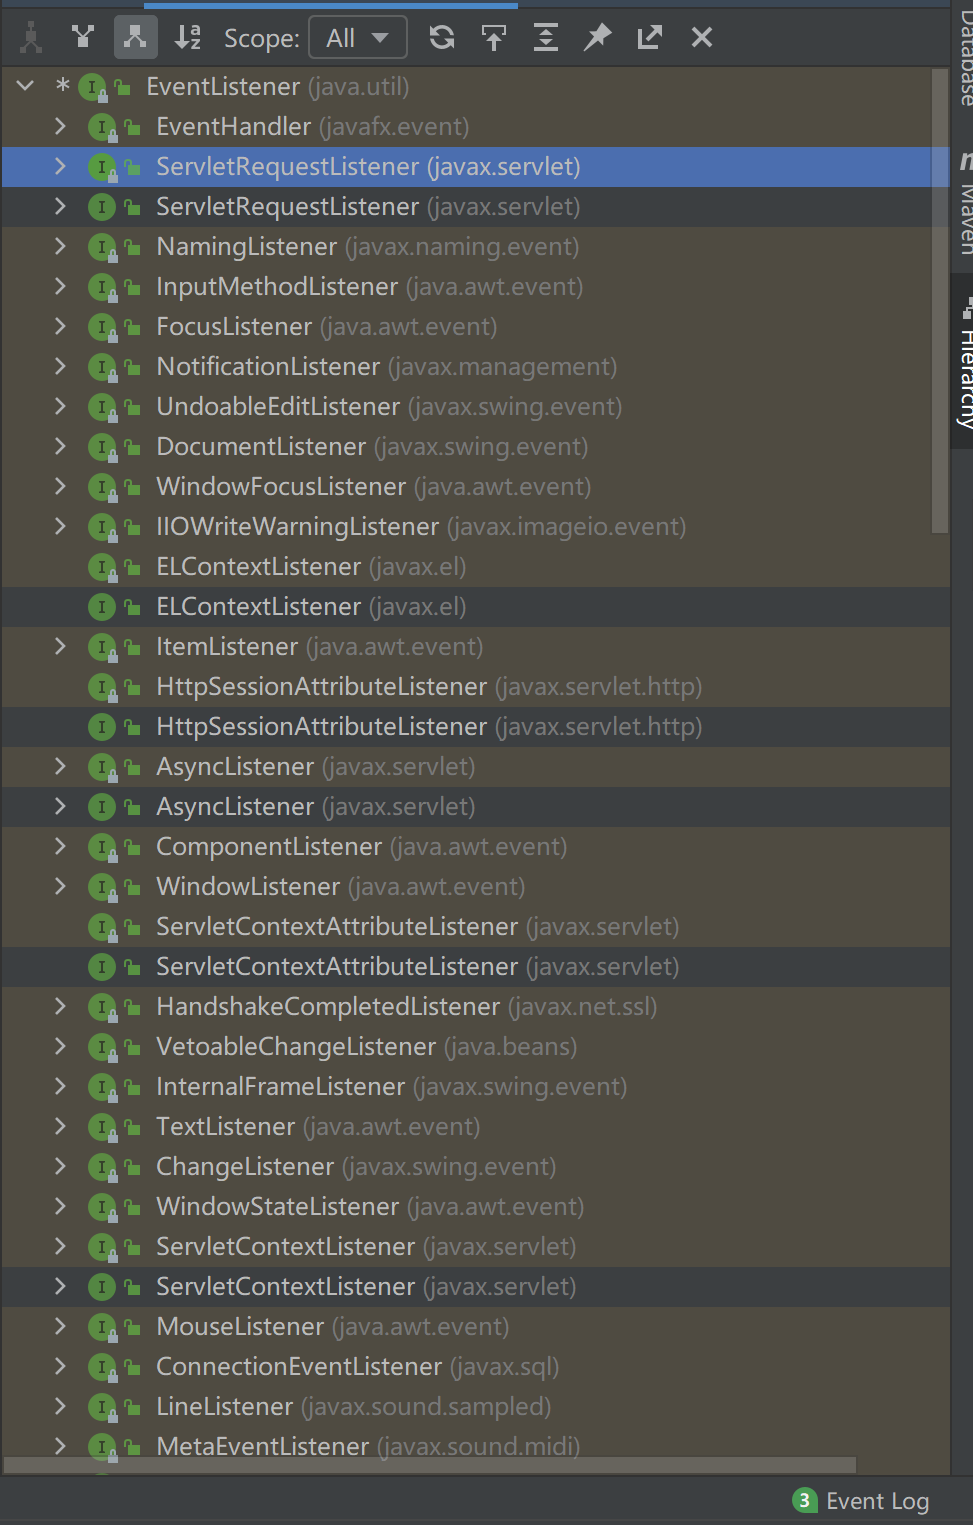 Scope: All
* EventListener (java.util)
EventHandler (javafx.event)
ServletRequestListener (javax.servlet)
ServletRequestListener (javax.servlet)
NamingListener (javax.naming.event)
InputMethodListener (java.awt.event)
FocusListener (java.awt.event)
NotificationListener (javax.management)
UndoableEditListener (javax.swing.event)
DocumentListener (javax.swing.event)
WindowFocusListener (java.awt.event)
IIOWriteWarningListener (javax.imageio.event)
ELContextListener (javax.el)
ELContextListener (javax.el)
ItemListener (java.awt.event)
HttpSessionAttributeListener (javax.servlet.http)
HttpSessionAttributeListener (javax.servlet.http)
AsyncListener (javax.servlet)
AsyncListener (javax.servlet)
ComponentListener (java.awt.event)
WindowListener (java.awt.event)
ServletContextAttributeListener (javax.servlet)
ServletContextAttributeListener (javax.servlet)
HandshakeCompletedListener (javax.net.ssl)
VetoableChangeListener (java.beans)
InternalFrameListener (javax.swing.event)
TextListener (java.awt.event)
ChangeListener (javax.swing.event)
WindowStateListener (java.awt.event)
ServletContextListener (javax.servlet)
ServletContextListener (javax.servlet)
MouseListener (java.awt.event)
ConnectionEventListener (javax.sql)
LineListener (javax.sound.sampled)
MetaEventListener (javax.sound.midi)
Database
Maven
Hierarchy
3 Event Log